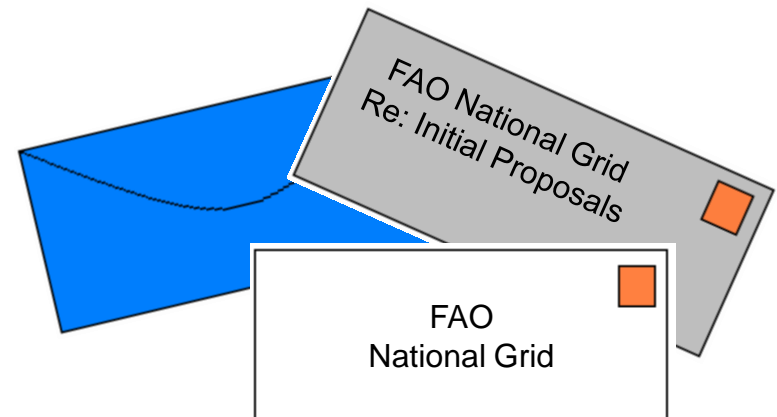 FAO National Grid
Re: Initial Proposals
FAO
National Grid